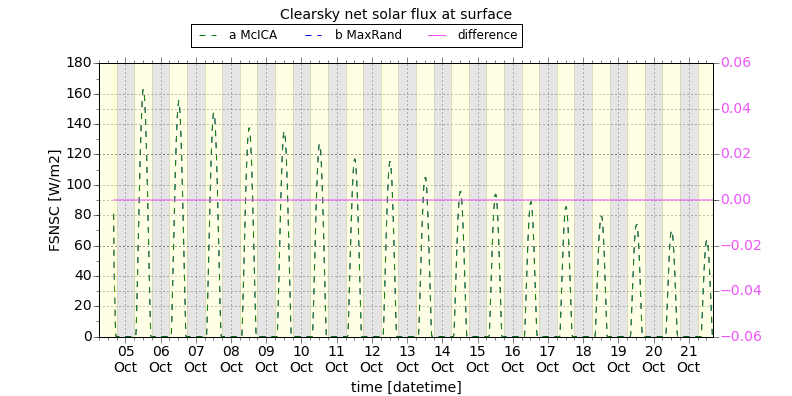 Clearsky net solar flux at surface
a McICA b MaxRand difference
180 0.06
160 0.04
140
120 0.02
100 0.00
80
60 −0.02
40 −0.04
20
0 −0.06
FSNSC [W/m2]
05 06 07 08 09 10 11 12 13 14 15 16 17 18 19 20 21
Oct Oct Oct Oct Oct Oct Oct Oct Oct Oct Oct Oct Oct Oct Oct Oct Oct
time [datetime]